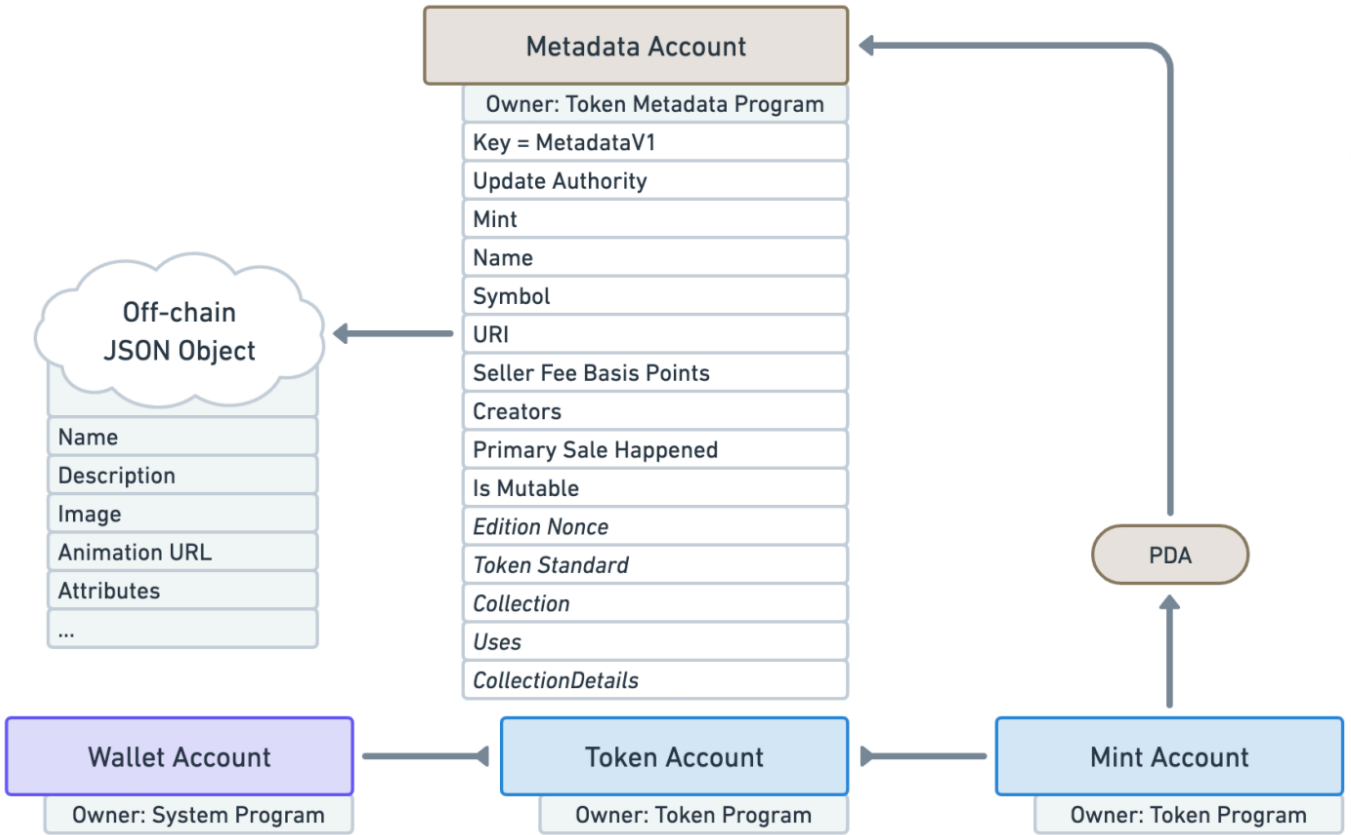 Metadata Account
Owner: Token Metadata Program
Key = MetadataV1
Update Authority
Mint
Name
Symbol
URI
Seller Fee Basis Points
Creators
Primary Sale Happened
Is Mutable
Edition Nonce
Token Standard
Collection
Uses
CollectionDetails
Off-chain
JSON Object
Name
Description
Image
Animation URL
Attributes
...
PDA
Wallet Account
Owner: System Program
Token Account
Owner: Token Program
Mint Account
Owner: Token Program